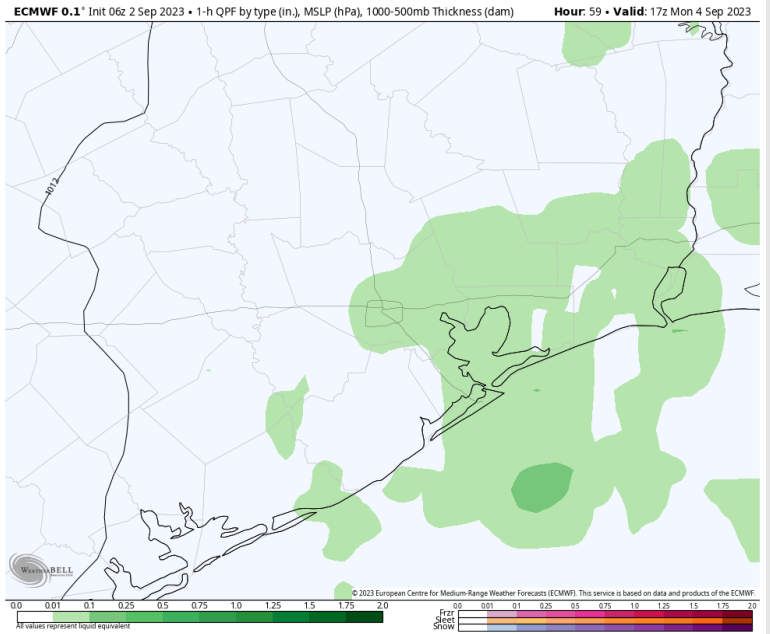 ECMWF 0.1° Init 06z 2 Sep 2023 • 1-h QPF by type (in.), MSLP (hPa), 1000-500mb Thickness (dam) Hour: 59 • Valid: 17z Mon 4 Sep 2023
1012
WEATHERBELL
© 2023 European Centre for Medium-Range Weather Forecasts (ECMWF). This service is based on data and products of the ECMWF.
0.0 0.01 0.1 0.25 0.5 0.75 1.0 1.25 1.5 1.75 2.0
All values represent liquid equivalent
0.0 0.01 0.1 0.25 0.50 0.75 1.0 1.25 1.50 1.75 2.0
Frzr
Sleet
Snow